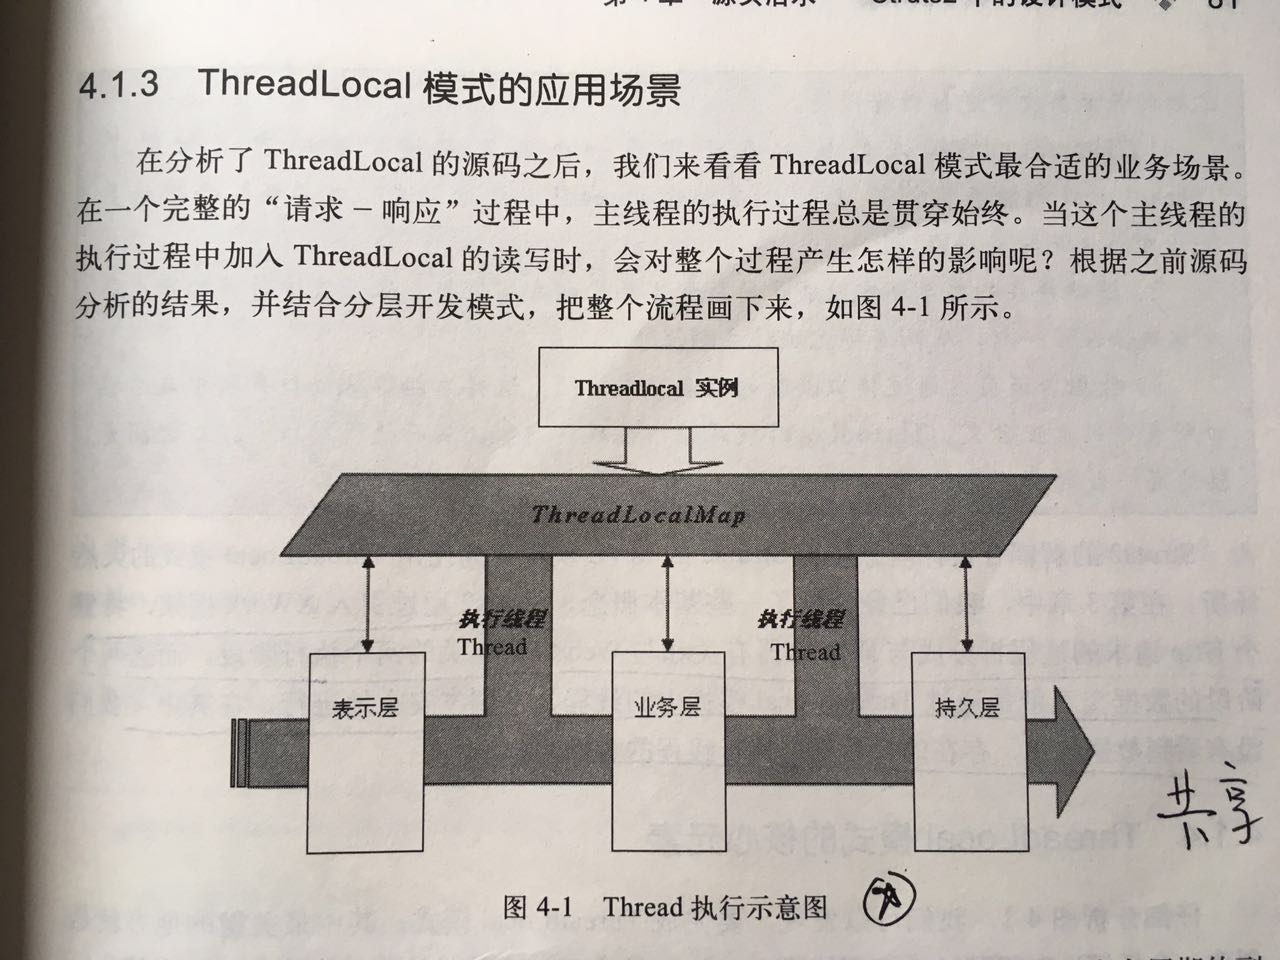 4.1.3 ThreadLocal 模式的应用场景
在分析了 ThreadLocal 的源码之后，我们来看看 ThreadLocal 模式最合适的业务场景。
在一个完整的“请求－响应”过程中，主线程的执行过程总是贯穿始终。当这个主线程的
执行过程中加入 ThreadLocal 的读写时，会对整个过程产生怎样的影响呢？根据之前源码
分析的结果，并结合分层开发模式，把整个流程画下来，如图 4-1 所示。
Threadlocal 实例
ThreadLocalMap
执行线程
Thread
执行线程
Thread
表示层
业务层
持久层
共享
图 4-1 Thread 执行示意图